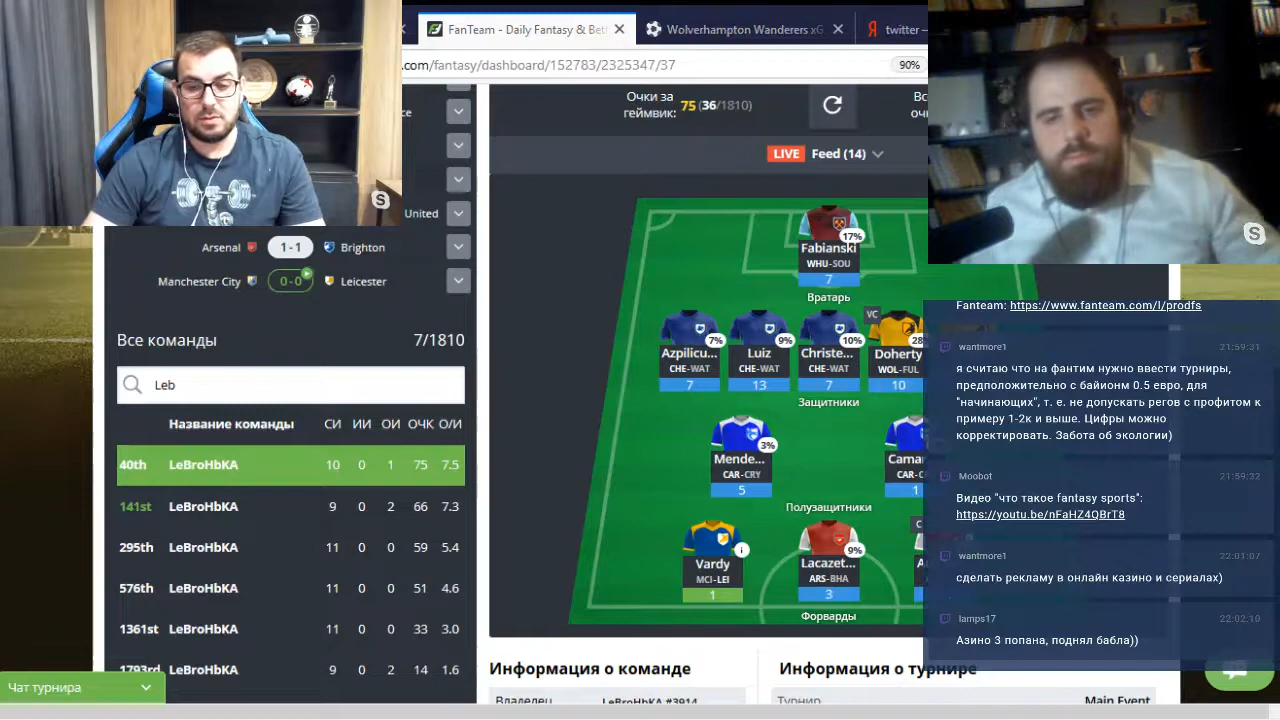 FanTeam - Daily Fantasy & Bett
Wolverhampton Wanderers xG
twitter —
.com/fantasy/dashboard/152783/2325347/37
90%
United
Arsenal 1-1 Brighton
Manchester City 0-0 Leicester
Все команды 7/1810
Leb
Название команды СИ ИИ ОИ ОЧК О/И
40th LeBroHbKA 10 0 1 75 7.5
141st LeBroHbKA 9 0 2 66 7.3
295th LeBroHbKA 11 0 0 59 5.4
576th LeBroHbKA 11 0 0 51 4.6
1361st LeBroHbKA 11 0 0 33 3.0
1793rd LeBroHbKA 9 0 2 14 1.6
Чат турнира
Очки за
геймвик: 75 (36/1810)
LIVE Feed (14)
17%
Fabianski
WHU-SOU
7
Вратарь
7% 9% 10% VC 28
Azpilicu... Luiz Christe... Doherty
CHE-WAT CHE-WAT CHE-WAT WOL-FUL
7 13 7 10
Защитники
3%
Mende... Camar
CAR-CRY CAR-C
5 1
Полузащитники
i 9% C
Vardy Lacazet... A
MCI-LEI ARS-BHA
1 3
Форварды
Информация о команде Информация о турнире
Владелец LeBroHbKA #3914 Турнир Main Event
Fanteam: https://www.fanteam.com/l/prodfs
wantmore1 21:59:31
я считаю что на фантим нужно ввести турниры,
предположительно с байионм 0.5 евро, для
"начинающих", т. е. не допускать регов с профитом к
примеру 1-2к и выше. Цифры можно
корректировать. Забота об экологии)
Moobot 21:59:32
Видео "что такое fantasy sports":
https://youtu.be/nFaHZ4QBrT8
wantmore1 22:01:07
сделать рекламу в онлайн казино и сериалах)
lamps17 22:02:10
Азино 3 попана, поднял бабла))